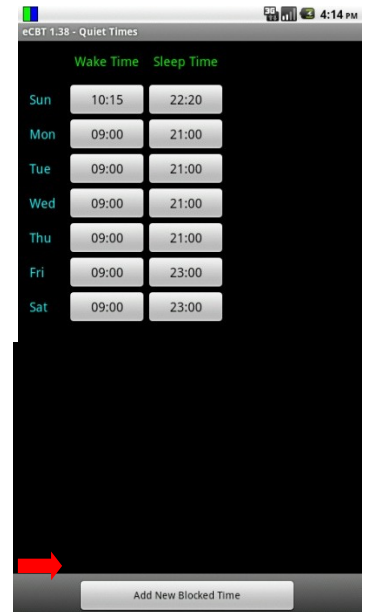 3G 4:14 PM
eCBT 1.38 - Quiet Times
Wake Time Sleep Time
Sun 10:15 22:20
Mon 09:00 21:00
Tue 09:00 21:00
Wed 09:00 21:00
Thu 09:00 21:00
Fri 09:00 23:00
Sat 09:00 23:00
Add New Blocked Time